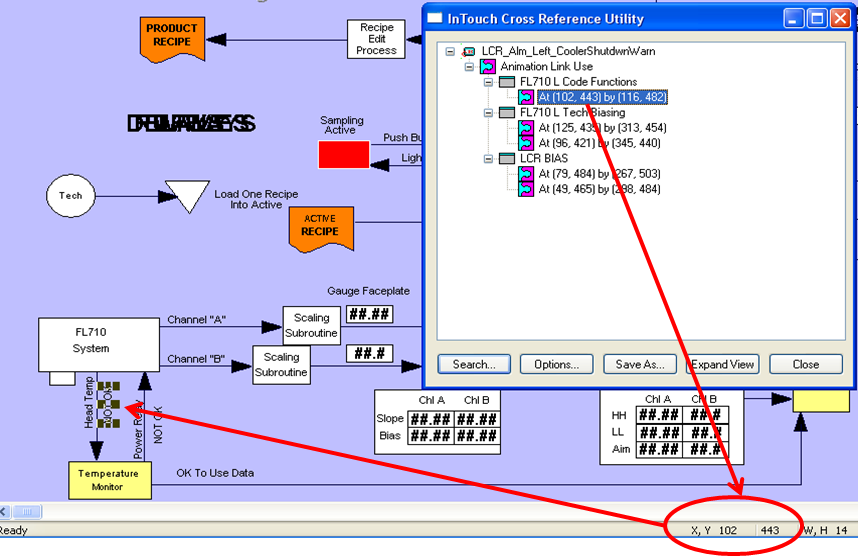 InTouch Cross Reference Utility
LCR_Alm_Left_CoolerShutdwnWarn
Animation Link Use
FL710 L Code Functions
At (102, 443) by (116, 482)
FL710 L Tech Biasing
At (125, 435) by (313, 454)
At (96, 421) by (345, 440)
LCR BIAS
At (79, 484) by (267, 503)
At (49, 465) by (298, 484)
Search...
Options...
Save As...
Expand View
Close
PRODUCT
RECIPE
Recipe
Edit
Process
Sampling
Active
Push Bu
Ligh
Tech
Load One Recipe
Into Active
ACTIVE
RECIPE
Gauge Faceplate
FL710
System
Channel "A"
Scaling
Subroutine
##.##
Channel "B"
Scaling
Subroutine
##.#
Head Temp
NOT OK
Power Relay
NOT OK
Chl A Chl B
Slope ##.## ##.##
Bias ##.## ##.##
Chl A Chl B
HH ##.## ##.#
LL ##.## ##.#
Aim ##.## ##.#
Temperature
Monitor
OK To Use Data
Ready
X, Y 102 443 W, H 14